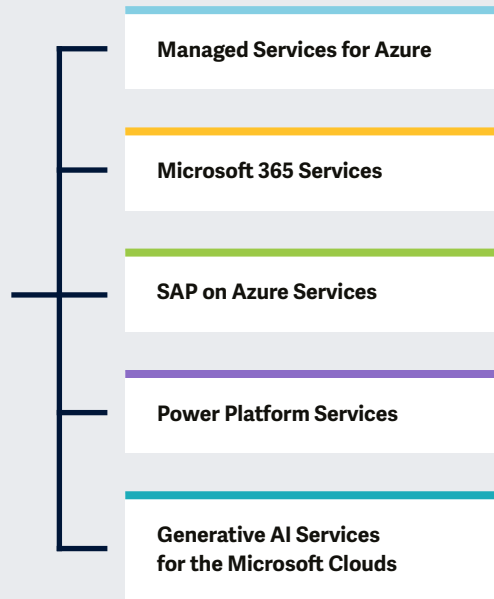 Managed Services for Azure
Microsoft 365 Services
SAP on Azure Services
Power Platform Services
Generative AI Services
for the Microsoft Clouds